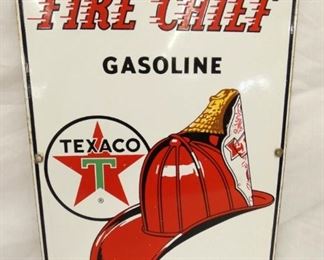 FIRE CHIEF
GASOLINE
TEXACO
T
®